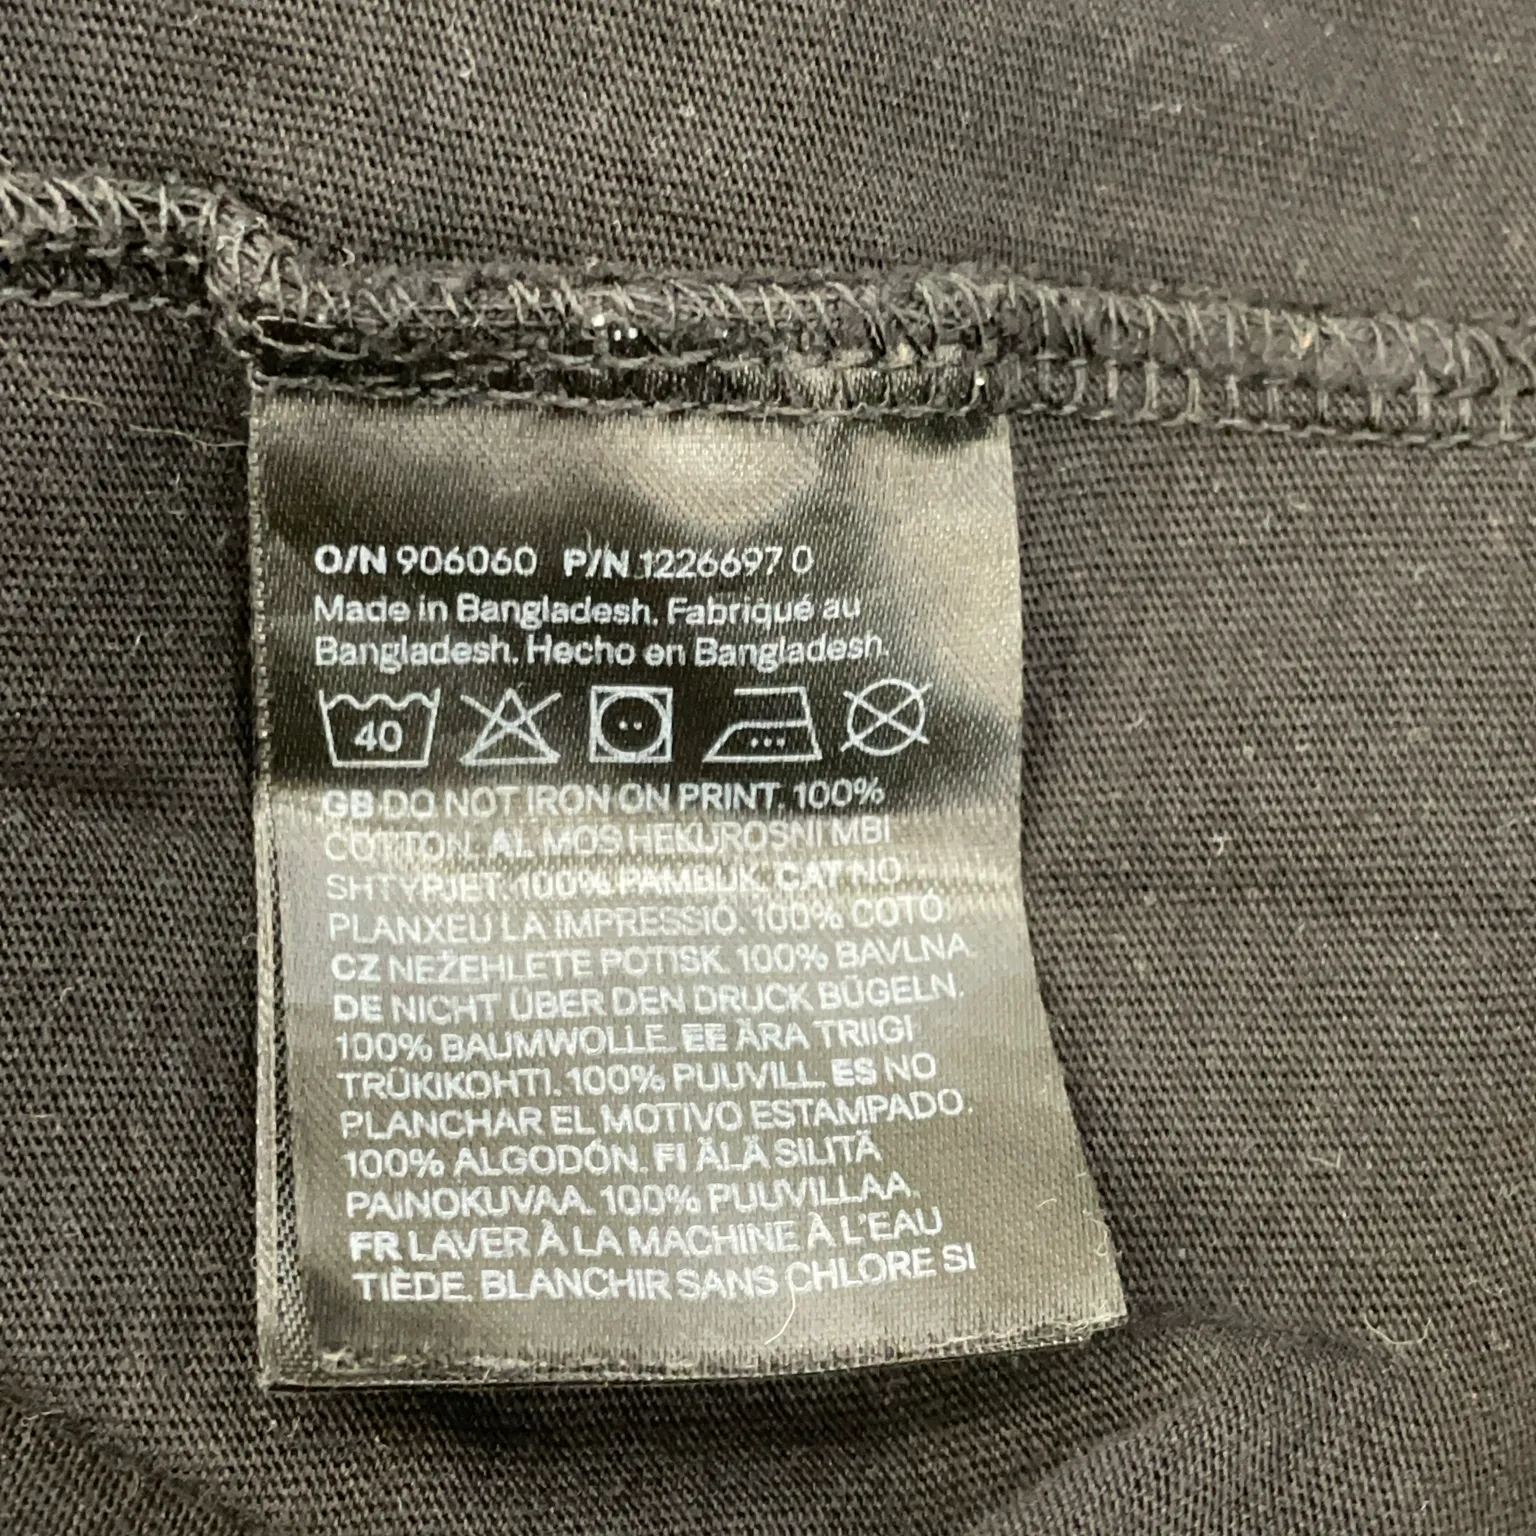 O/N 906060 P/N 1226697 0
Made in Bangladesh. Fabriqué au
Bangladesh. Hecho en Bangladesh.
40
GB DO NOT IRON ON PRINT. 100%
COTTON. AL MOS HEKUROSNI MBI
SHTYPJET. 100% PAMBUK. CAT NO
PLANXEU LA IMPRESSIÓ. 100% COTÓ.
CZ NEŽEHLETE POTISK. 100% BAVLNA.
DE NICHT ÜBER DEN DRUCK BÜGELN.
100% BAUMWOLLE. EE ÄRA TRIIGI
TRÜKIKOHTI. 100% PUUVILL. ES NO
PLANCHAR EL MOTIVO ESTAMPADO.
100% ALGODÓN. FI ÄLÄ SILITÄ
PAINOKUVAA. 100% PUUVILLAA.
FR LAVER À LA MACHINE À L'EAU
TIÈDE, BLANCHIR SANS CHLORE SI